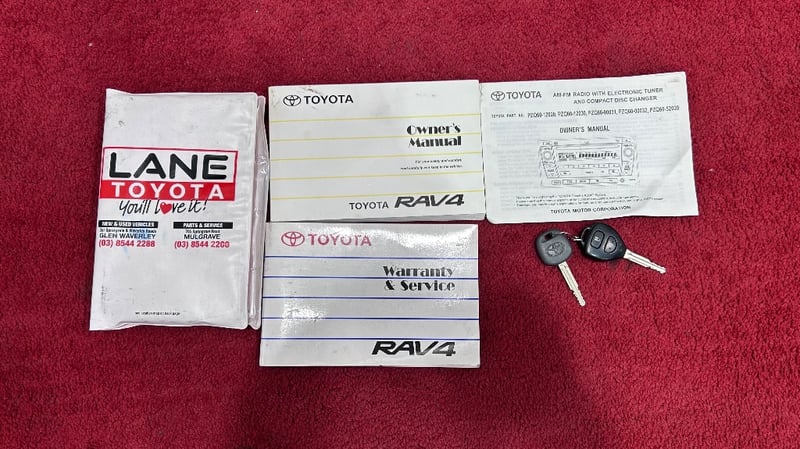 LANE
TOYOTA
You'll love it!
NEW & USED VEHICLES
GLEN WAVERLEY
(03) 8544 2288
PARTS & SERVICE
MULGRAVE
(03) 8544 2200
TOYOTA
Owner's
Manual
TOYOTA RAV4
TOYOTA
Warranty
& Service
RAV4
TOYOTA
AM-FM RADIO WITH ELECTRONIC TUNER
AND COMPACT DISC CHANGER
OWNER'S MANUAL
TOYOTA MOTOR CORPORATION